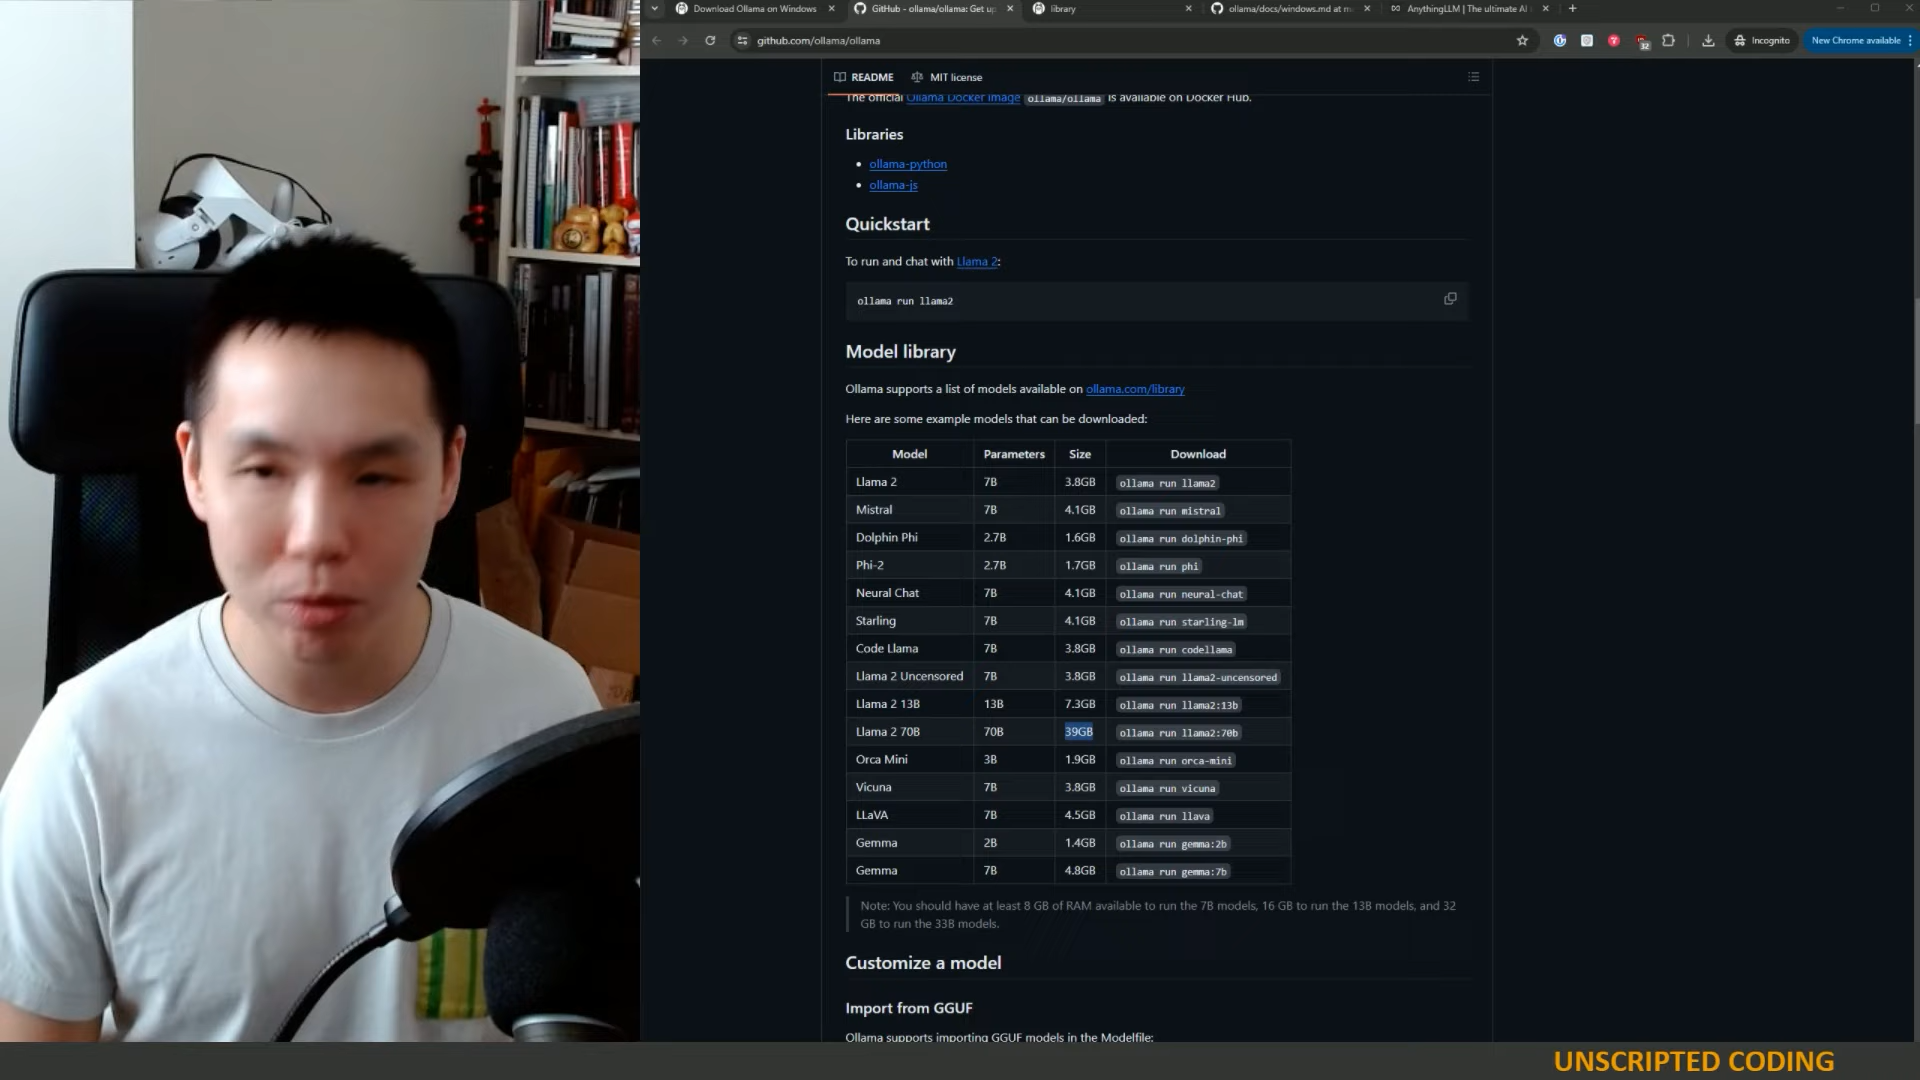 Download Ollama on Windows
GitHub - ollama/ollama: Get up
library
ollama/docs/windows.md at m
AnythingLLM | The ultimate AI
github.com/ollama/ollama
32
Incognito
New Chrome available
README
MIT license
The official Ollama Docker image ollama/ollama is available on Docker Hub.
Libraries
ollama-python
ollama-js
Quickstart
To run and chat with Llama 2:
ollama run llama2
Model library
Ollama supports a list of models available on ollama.com/library
Here are some example models that can be downloaded:
Model Parameters Size Download
Llama 2 7B 3.8GB ollama run llama2
Mistral 7B 4.1GB ollama run mistral
Dolphin Phi 2.7B 1.6GB ollama run dolphin-phi
Phi-2 2.7B 1.7GB ollama run phi
Neural Chat 7B 4.1GB ollama run neural-chat
Starling 7B 4.1GB ollama run starling-lm
Code Llama 7B 3.8GB ollama run codellama
Llama 2 Uncensored 7B 3.8GB ollama run llama2-uncensored
Llama 2 13B 13B 7.3GB ollama run llama2:13b
Llama 2 70B 70B 39GB ollama run llama2:70b
Orca Mini 3B 1.9GB ollama run orca-mini
Vicuna 7B 3.8GB ollama run vicuna
LLaVA 7B 4.5GB ollama run llava
Gemma 2B 1.4GB ollama run gemma:2b
Gemma 7B 4.8GB ollama run gemma:7b
Note: You should have at least 8 GB of RAM available to run the 7B models, 16 GB to run the 13B models, and 32
GB to run the 33B models.
Customize a model
Import from GGUF
Ollama supports importing GGUF models in the Modelfile:
UNSCRIPTED CODING